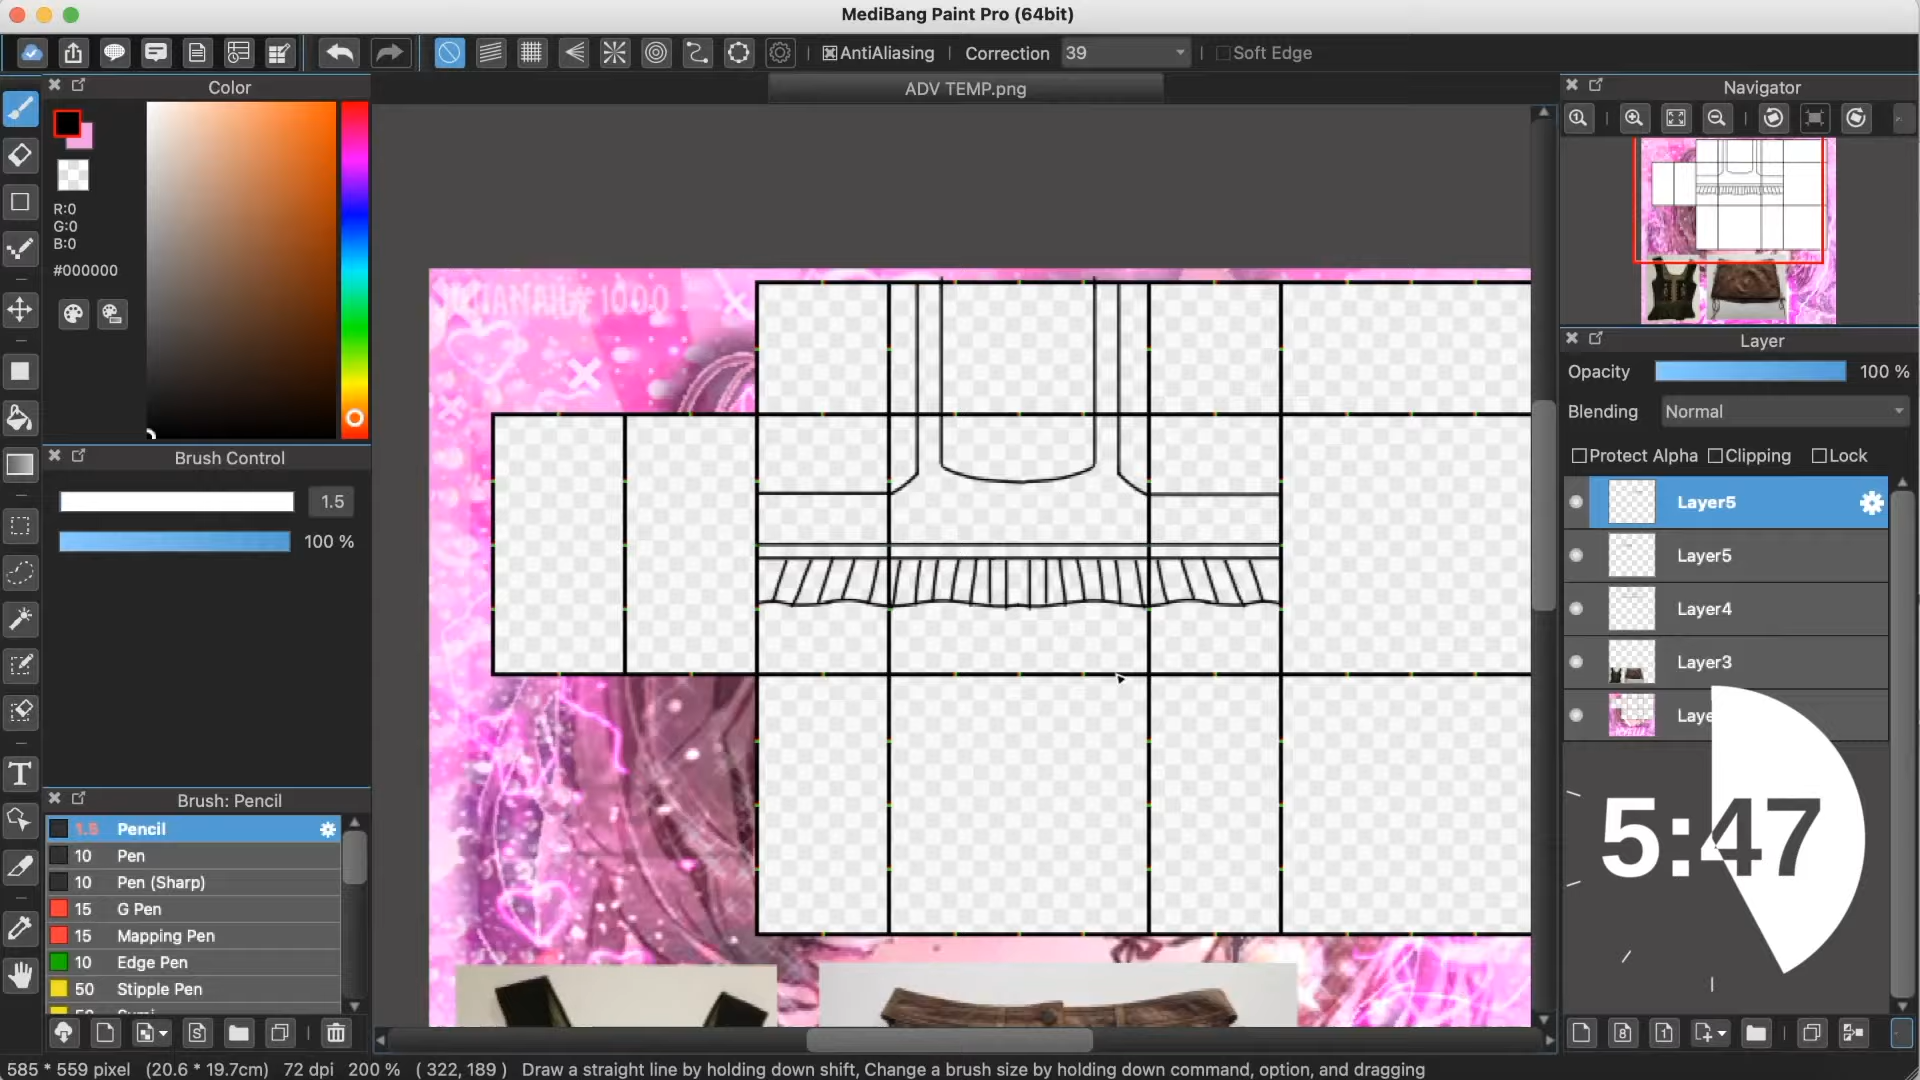 MediBang Paint Pro (64bit)
AntiAliasing
Correction
39
Soft Edge
ADV TEMP.png
Color
R:0
G:0
B:0
#000000
Brush Control
1.5
100 %
Brush: Pencil
1.5 Pencil
10 Pen
10 Pen (Sharp)
15 G Pen
15 Mapping Pen
10 Edge Pen
50 Stipple Pen
Navigator
Layer
Opacity
100 %
Blending
Normal
Protect Alpha
Clipping
Lock
Layer5
Layer5
Layer4
Layer3
Laye
5:47
585 * 559 pixel (20.6 * 19.7cm) 72 dpi 200 % ( 322, 189 ) Draw a straight line by holding down shift, Change a brush size by holding down command, option, and dragging